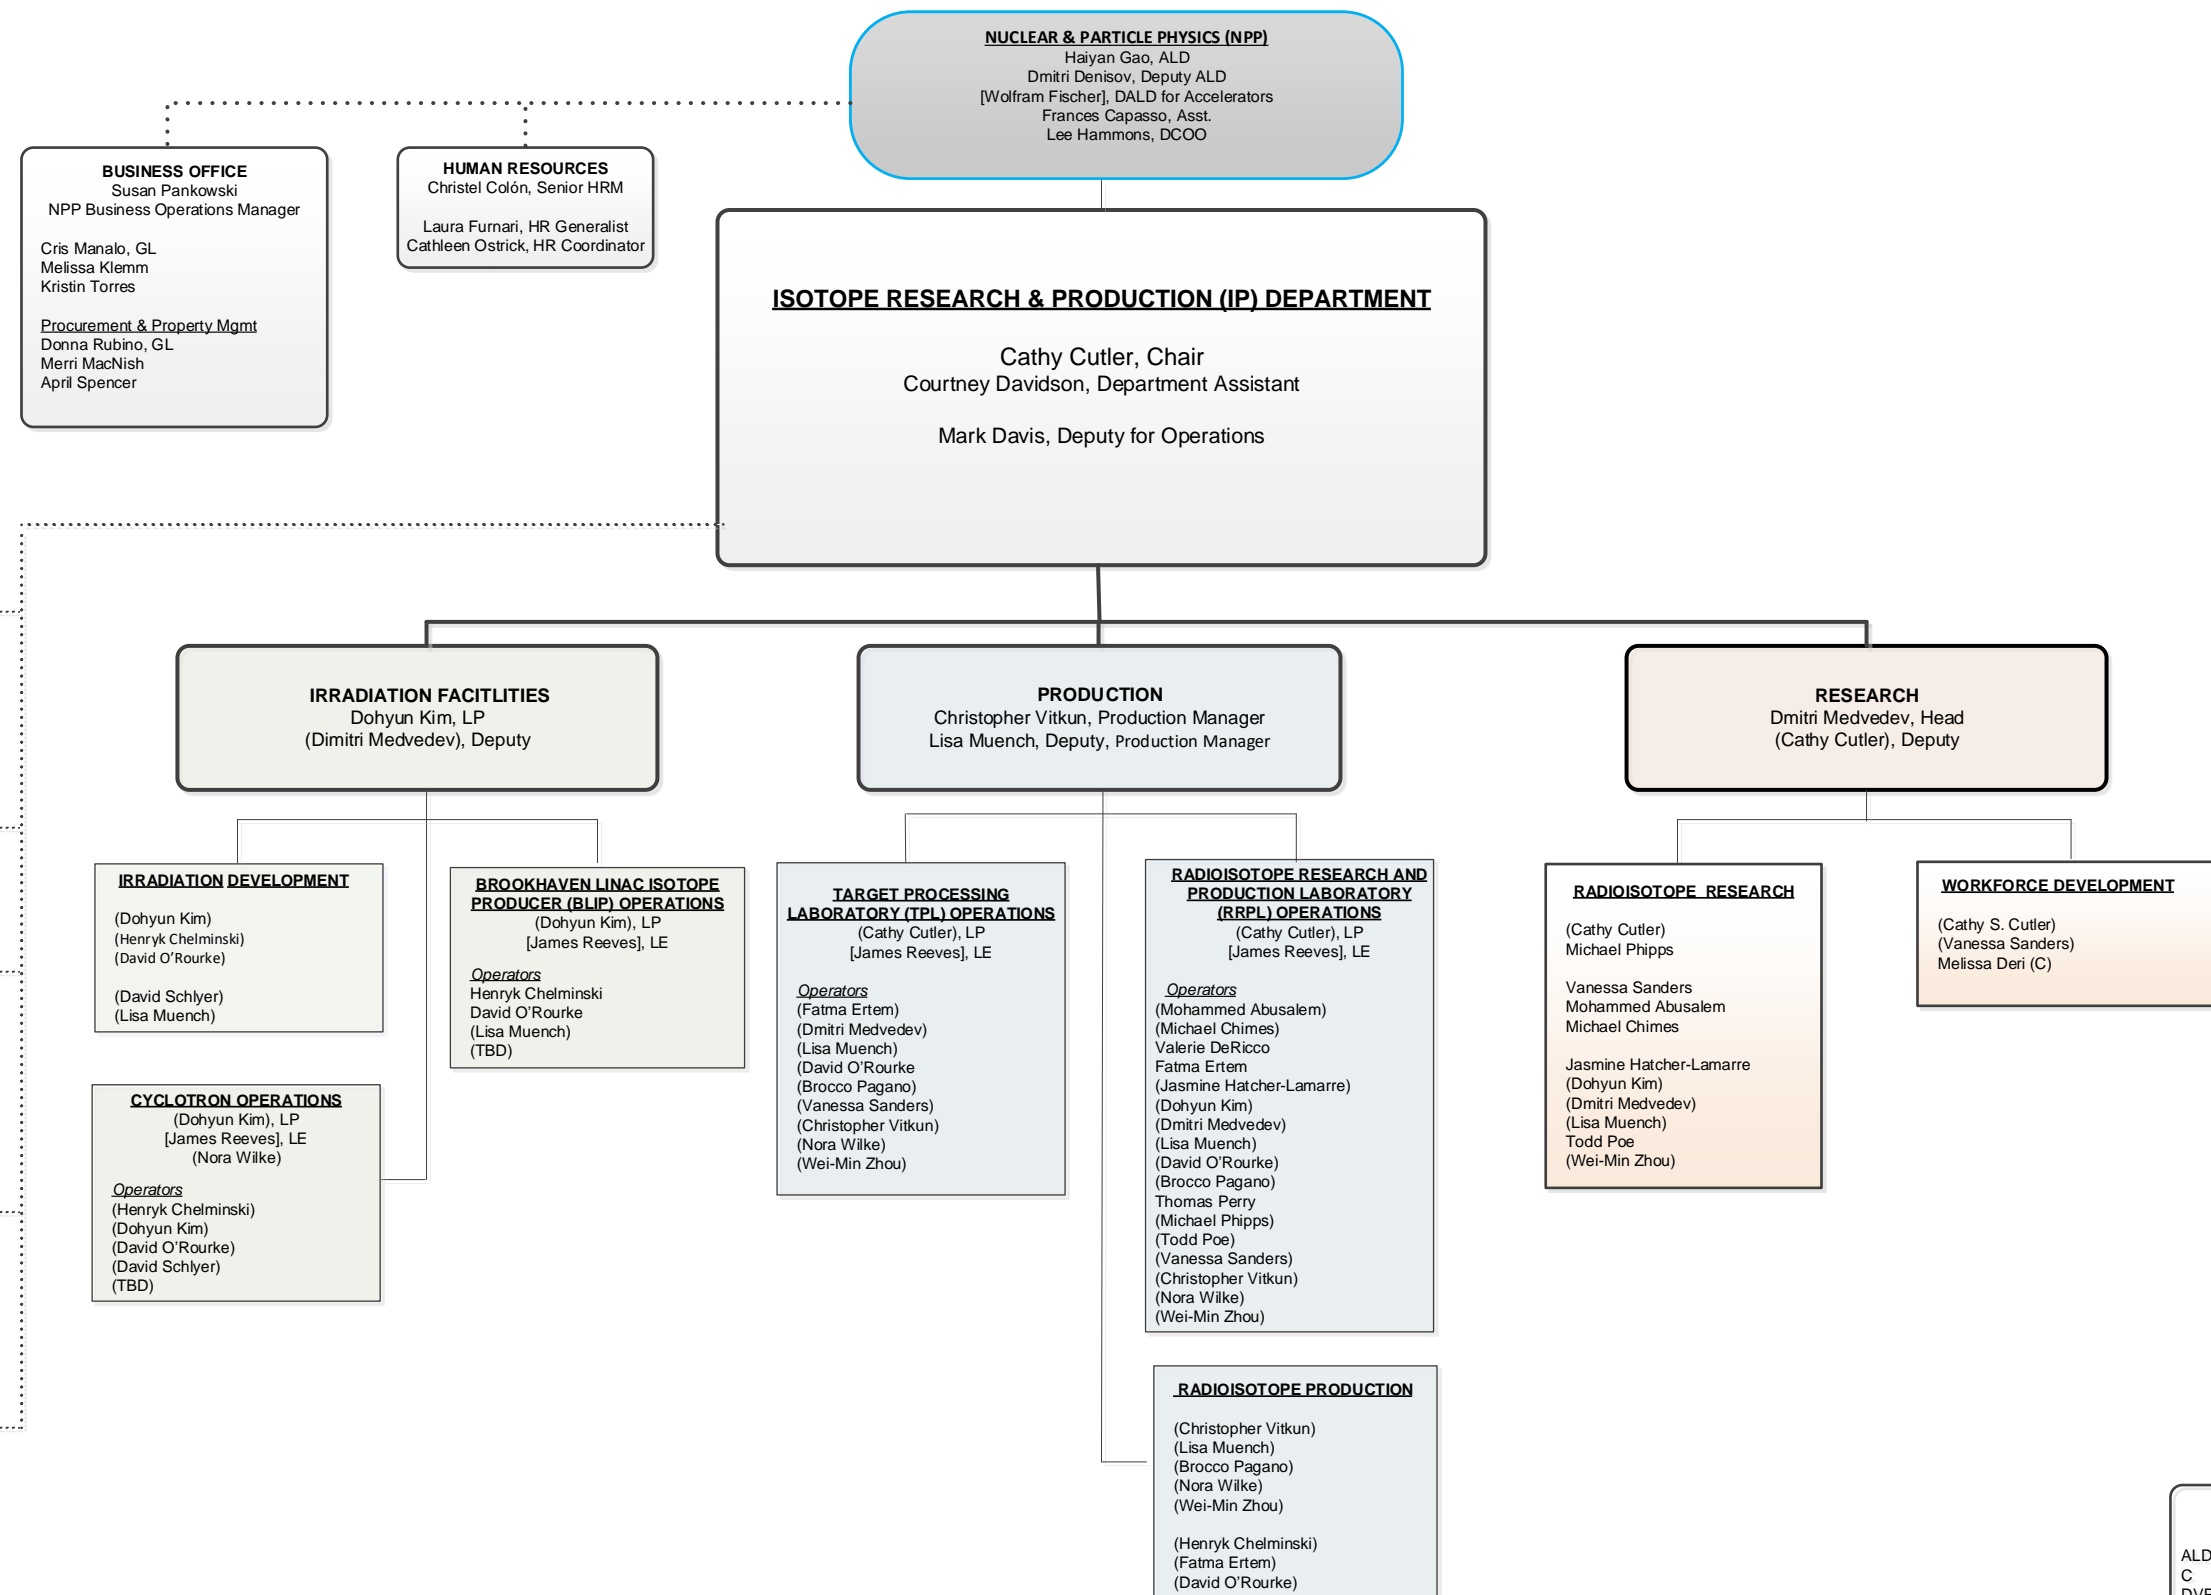 NUCLEAR & PARTICLE PHYSICS (NPP)
Haiyan Gao, ALD
Dmitri Denisov, Deputy ALD
[Wolfram Fischer], DALD for Accelerators
Frances Capasso, Asst.
Lee Hammons, DCOO
BUSINESS OFFICE
Susan Pankowski
NPP Business Operations Manager
Cris Manalo, GL
Melissa Klemm
Kristin Torres
Procurement & Property Mgmt
Donna Rubino, GL
Merri MacNish
April Spencer
HUMAN RESOURCES
Christel Colón, Senior HRM
Laura Furnari, HR Generalist
Cathleen Ostrick, HR Coordinator
ISOTOPE RESEARCH & PRODUCTION (IP) DEPARTMENT
Cathy Cutler, Chair
Courtney Davidson, Department Assistant
Mark Davis, Deputy for Operations
IRRADIATION FACITLITIES
Dohyun Kim, LP
(Dimitri Medvedev), Deputy
PRODUCTION
Christopher Vitkun, Production Manager
Lisa Muench, Deputy, Production Manager
RESEARCH
Dmitri Medvedev, Head
(Cathy Cutler), Deputy
IRRADIATION DEVELOPMENT
(Dohyun Kim)
(Henryk Chelminski)
(David O'Rourke)
(David Schlyer)
(Lisa Muench)
BROOKHAVEN LINAC ISOTOPE
PRODUCER (BLIP) OPERATIONS
(Dohyun Kim), LP
[James Reeves], LE
Operators
Henryk Chelminski
David O'Rourke
(Lisa Muench)
(TBD)
CYCLOTRON OPERATIONS
(Dohyun Kim), LP
[James Reeves], LE
(Nora Wilke)
Operators
(Henryk Chelminski)
(Dohyun Kim)
(David O'Rourke)
(David Schlyer)
(TBD)
TARGET PROCESSING
LABORATORY (TPL) OPERATIONS
(Cathy Cutler), LP
[James Reeves], LE
Operators
(Fatma Ertem)
(Dmitri Medvedev)
(Lisa Muench)
(David O'Rourke
(Brocco Pagano)
(Vanessa Sanders)
(Christopher Vitkun)
(Nora Wilke)
(Wei-Min Zhou)
RADIOISOTOPE RESEARCH AND
PRODUCTION LABORATORY
(RRPL) OPERATIONS
(Cathy Cutler), LP
[James Reeves], LE
Operators
(Mohammed Abusalem)
(Michael Chimes)
Valerie DeRicco
Fatma Ertem
(Jasmine Hatcher-Lamarre)
(Dohyun Kim)
(Dmitri Medvedev)
(Lisa Muench)
(David O'Rourke)
(Brocco Pagano)
Thomas Perry
(Michael Phipps)
(Todd Poe)
(Vanessa Sanders)
(Christopher Vitkun)
(Nora Wilke)
(Wei-Min Zhou)
RADIOISOTOPE PRODUCTION
(Christopher Vitkun)
(Lisa Muench)
(Brocco Pagano)
(Nora Wilke)
(Wei-Min Zhou)
(Henryk Chelminski)
(Fatma Ertem)
(David O'Rourke)
RADIOISOTOPE RESEARCH
(Cathy Cutler)
Michael Phipps
Vanessa Sanders
Mohammed Abusalem
Michael Chimes
Jasmine Hatcher-Lamarre
(Dohyun Kim)
(Dmitri Medvedev)
(Lisa Muench)
Todd Poe
(Wei-Min Zhou)
WORKFORCE DEVELOPMENT
(Cathy S. Cutler)
(Vanessa Sanders)
Melissa Deri (C)
ALD
C